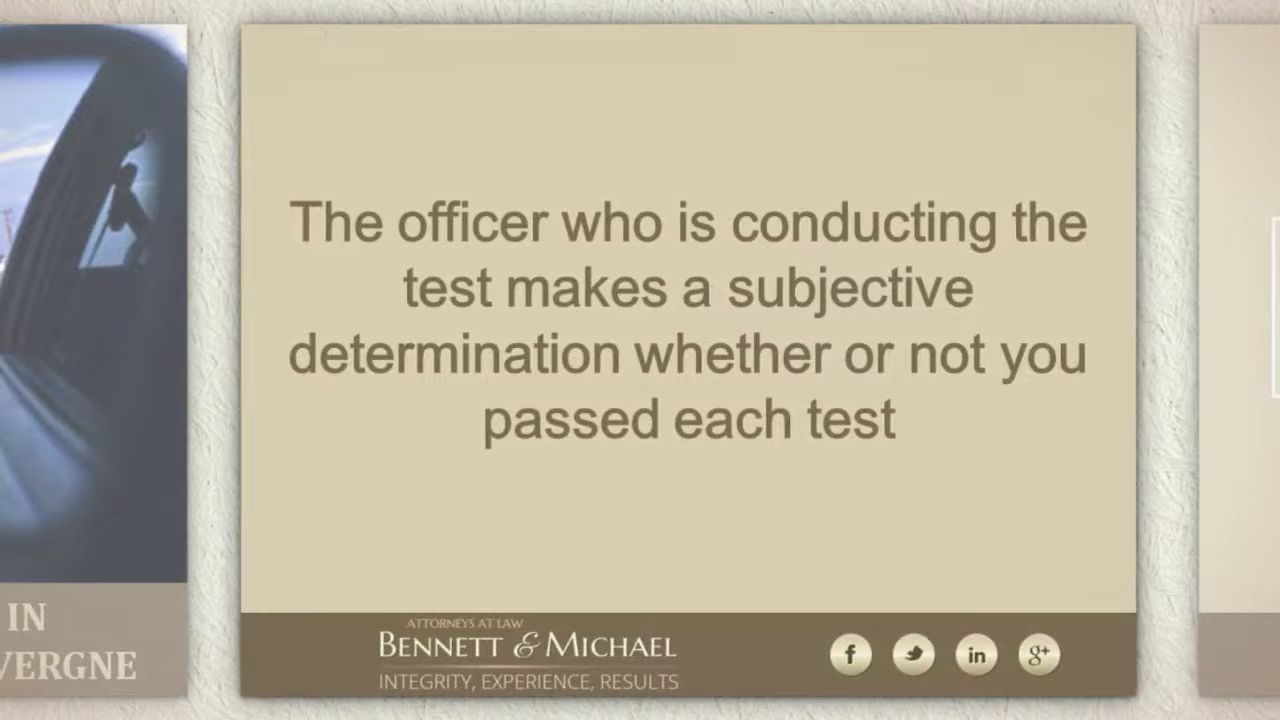 The officer who is conducting the
test makes a subjective
determination whether or not you
passed each test
IN
VERGNE
ATTORNEYS AT LAW
BENNETT & MICHAEL
INTEGRITY, EXPERIENCE, RESULTS
f
in
g+